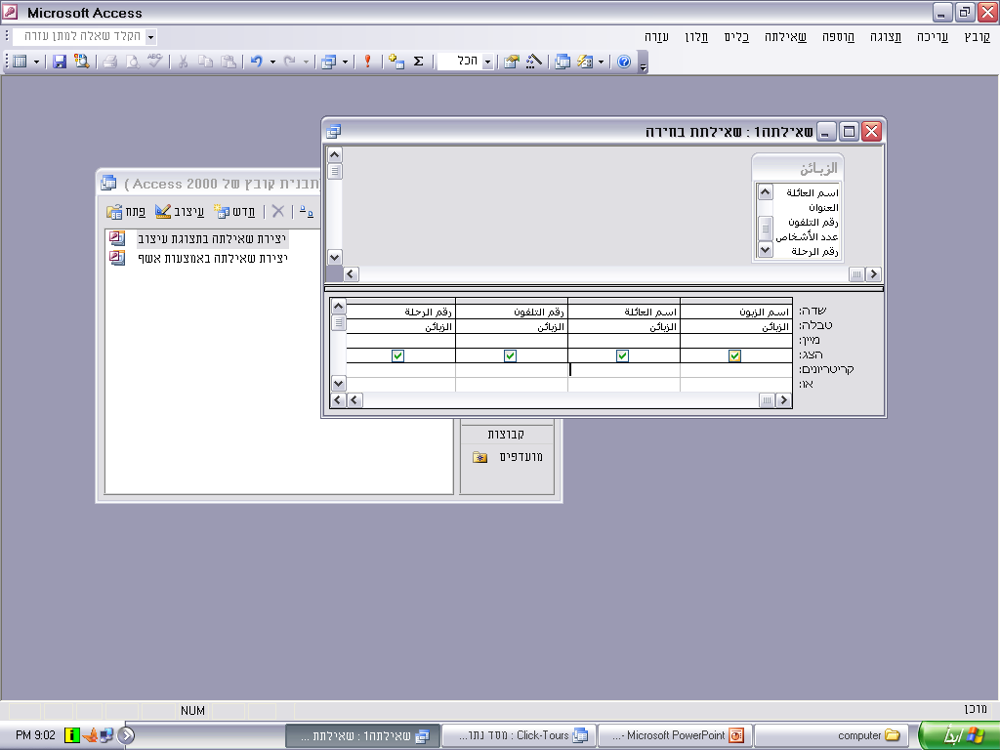 Microsoft Access
קובץ עריכה תצוגה הוספה שאילתה כלים חלון עזרה
הקלד שאלה למתן עזרה
הכל
שאילתה1 : שאילתת בחירה
الزبائن
اسم العائلة
العنوان
رقم التلفون
عدد الأشخاص
رقم الرحلة
שדה: اسم الزبون اسم العائلة رقم التلفون رقم الرحلة
טבלה: الزبائن الزبائن الزبائن الزبائن
מיין:
הצג:
קריטריונים:
או:
תבנית קובץ של Access 2000 )
פתח עיצוב חדש
יצירת שאילתה בתצוגת עיצוב
יצירת שאילתה באמצעות אשף
קבוצות
מועדפים
מוכן
NUM
ابدأ
computer
Microsoft PowerPoint -...
Click-Tours : מסד נתו...
שאילתה1 : שאילתת ...
9:02 PM